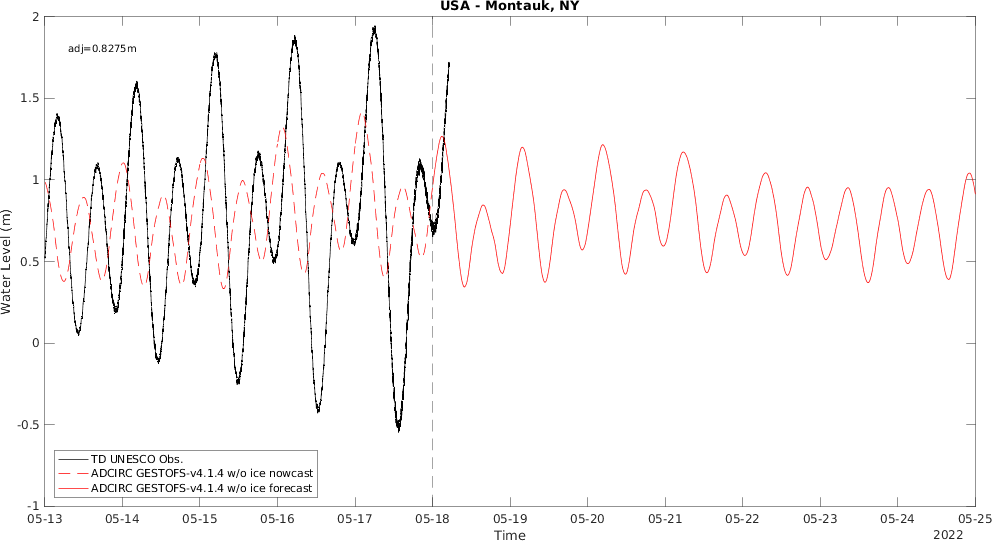 USA - Montauk, NY
adj=0.8275m
2
1.5
1
0.5
0
-0.5
-1
Water Level (m)
TD UNESCO Obs.
ADCIRC GESTOFS-v4.1.4 w/o ice nowcast
ADCIRC GESTOFS-v4.1.4 w/o ice forecast
05-13 05-14 05-15 05-16 05-17 05-18 05-19 05-20 05-21 05-22 05-23 05-24 05-25
Time
2022